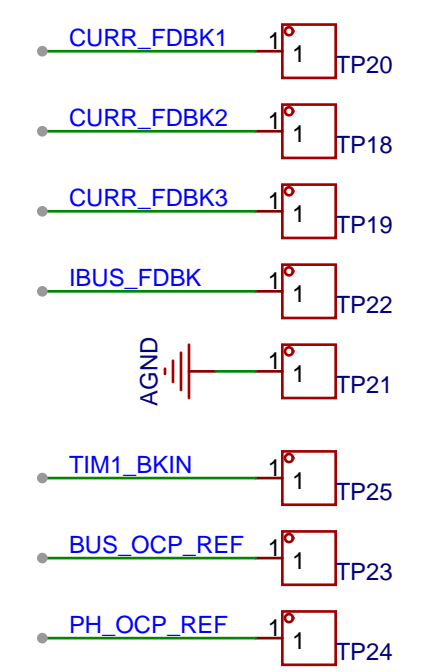 CURR_FDBK1 1 1 TP20
CURR_FDBK2 1 1 TP18
CURR_FDBK3 1 1 TP19
IBUS_FDBK 1 1 TP22
AGND 1 1 TP21
TIM1_BKIN 1 1 TP25
BUS_OCP_REF 1 1 TP23
PH_OCP_REF 1 1 TP24